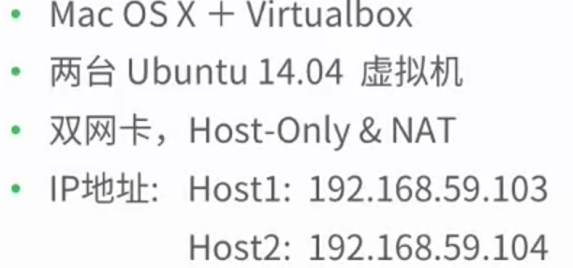 • Mac OS X ＋ Virtualbox
• 两台 Ubuntu 14.04 虚拟机
• 双网卡，Host-Only & NAT
• IP地址: Host1: 192.168.59.103
Host2: 192.168.59.104